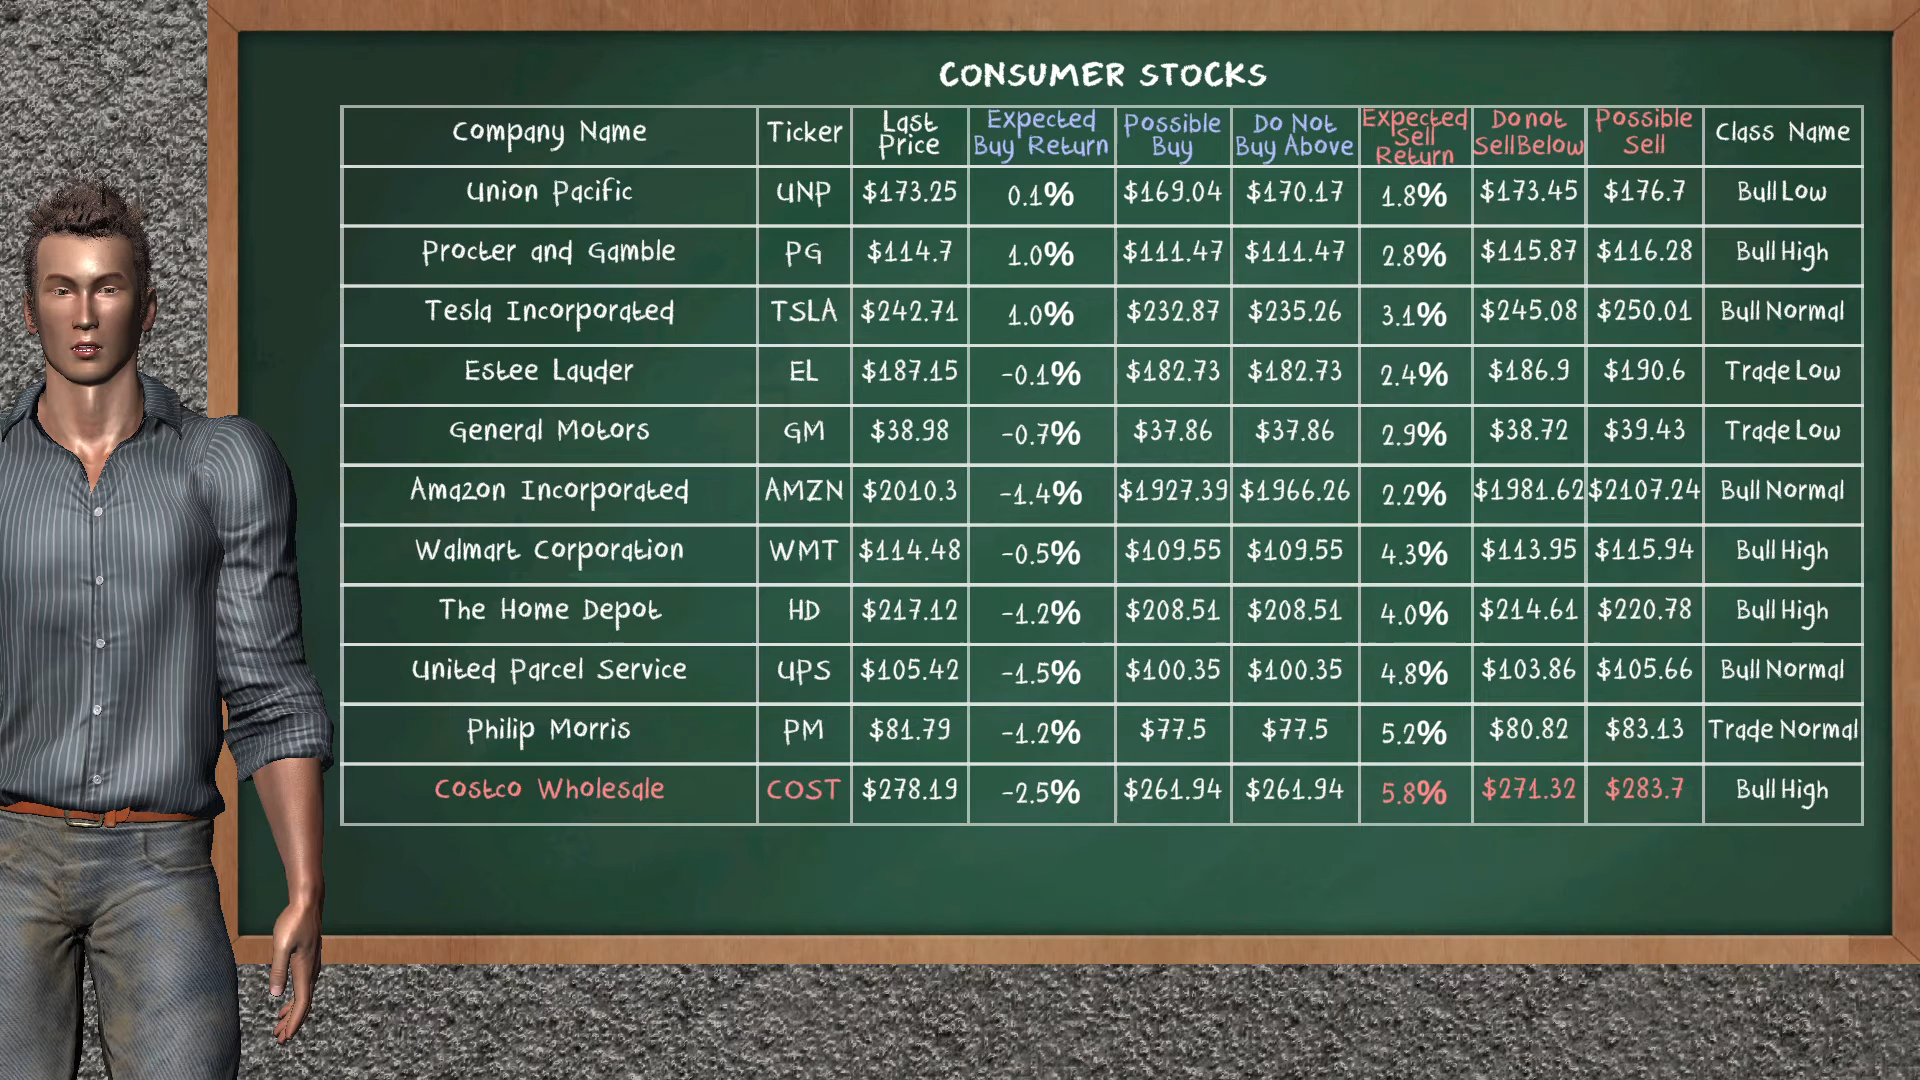 CONSUMER STOCKS
Company Name Ticker Last Price Expected Buy Return Possible Buy Do Not Buy Above Expected Sell Return Do not Sell Below Possible Sell Class Name
Union Pacific UNP $173.25 0.1% $169.04 $170.17 1.8% $173.45 $176.7 Bull Low
Procter and Gamble PG $114.7 1.0% $111.47 $111.47 2.8% $115.87 $116.28 Bull High
Tesla Incorporated TSLA $242.71 1.0% $232.87 $235.26 3.1% $245.08 $250.01 Bull Normal
Estee Lauder EL $187.15 -0.1% $182.73 $182.73 2.4% $186.9 $190.6 Trade Low
General Motors GM $38.98 -0.7% $37.86 $37.86 2.9% $38.72 $39.43 Trade Low
Amazon Incorporated AMZN $2010.3 -1.4% $1927.39 $1966.26 2.2% $1981.62 $2107.24 Bull Normal
Walmart Corporation WMT $114.48 -0.5% $109.55 $109.55 4.3% $113.95 $115.94 Bull High
The Home Depot HD $217.12 -1.2% $208.51 $208.51 4.0% $214.61 $220.78 Bull High
United Parcel Service UPS $105.42 -1.5% $100.35 $100.35 4.8% $103.86 $105.66 Bull Normal
Philip Morris PM $81.79 -1.2% $77.5 $77.5 5.2% $80.82 $83.13 Trade Normal
Costco Wholesale COST $278.19 -2.5% $261.94 $261.94 5.8% $271.32 $283.7 Bull High